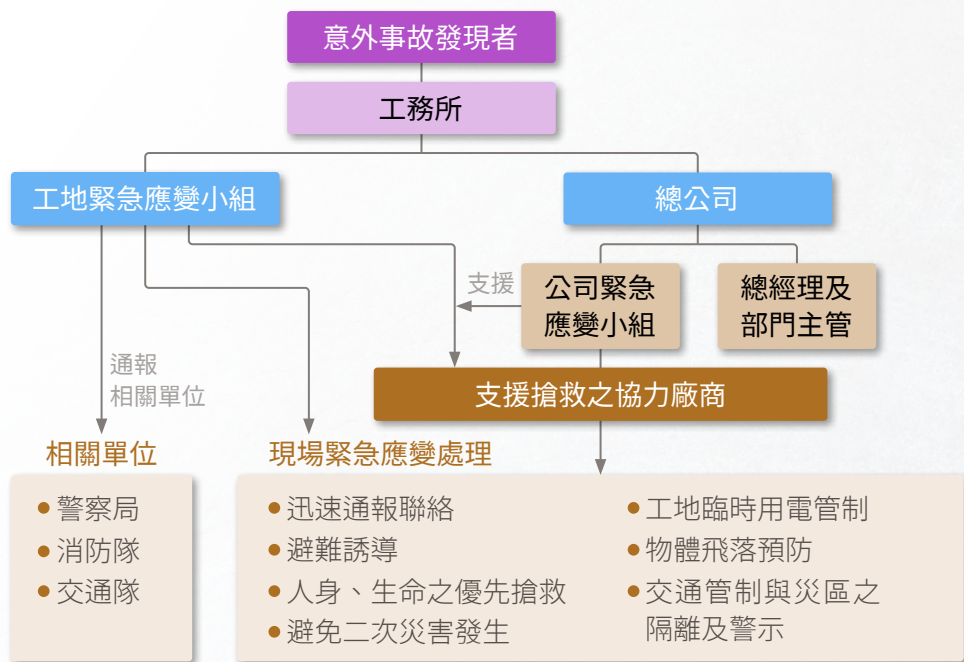 意外事故發現者
工務所
工地緊急應變小組
總公司
支援
公司緊急
應變小組
總經理及
部門主管
通報
相關單位
支援搶救之協力廠商
相關單位
警察局
消防隊
交通隊
現場緊急應變處理
迅速通報聯絡
避難誘導
人身、生命之優先搶救
避免二次災害發生
工地臨時用電管制
物體飛落預防
交通管制與災區之
隔離及警示